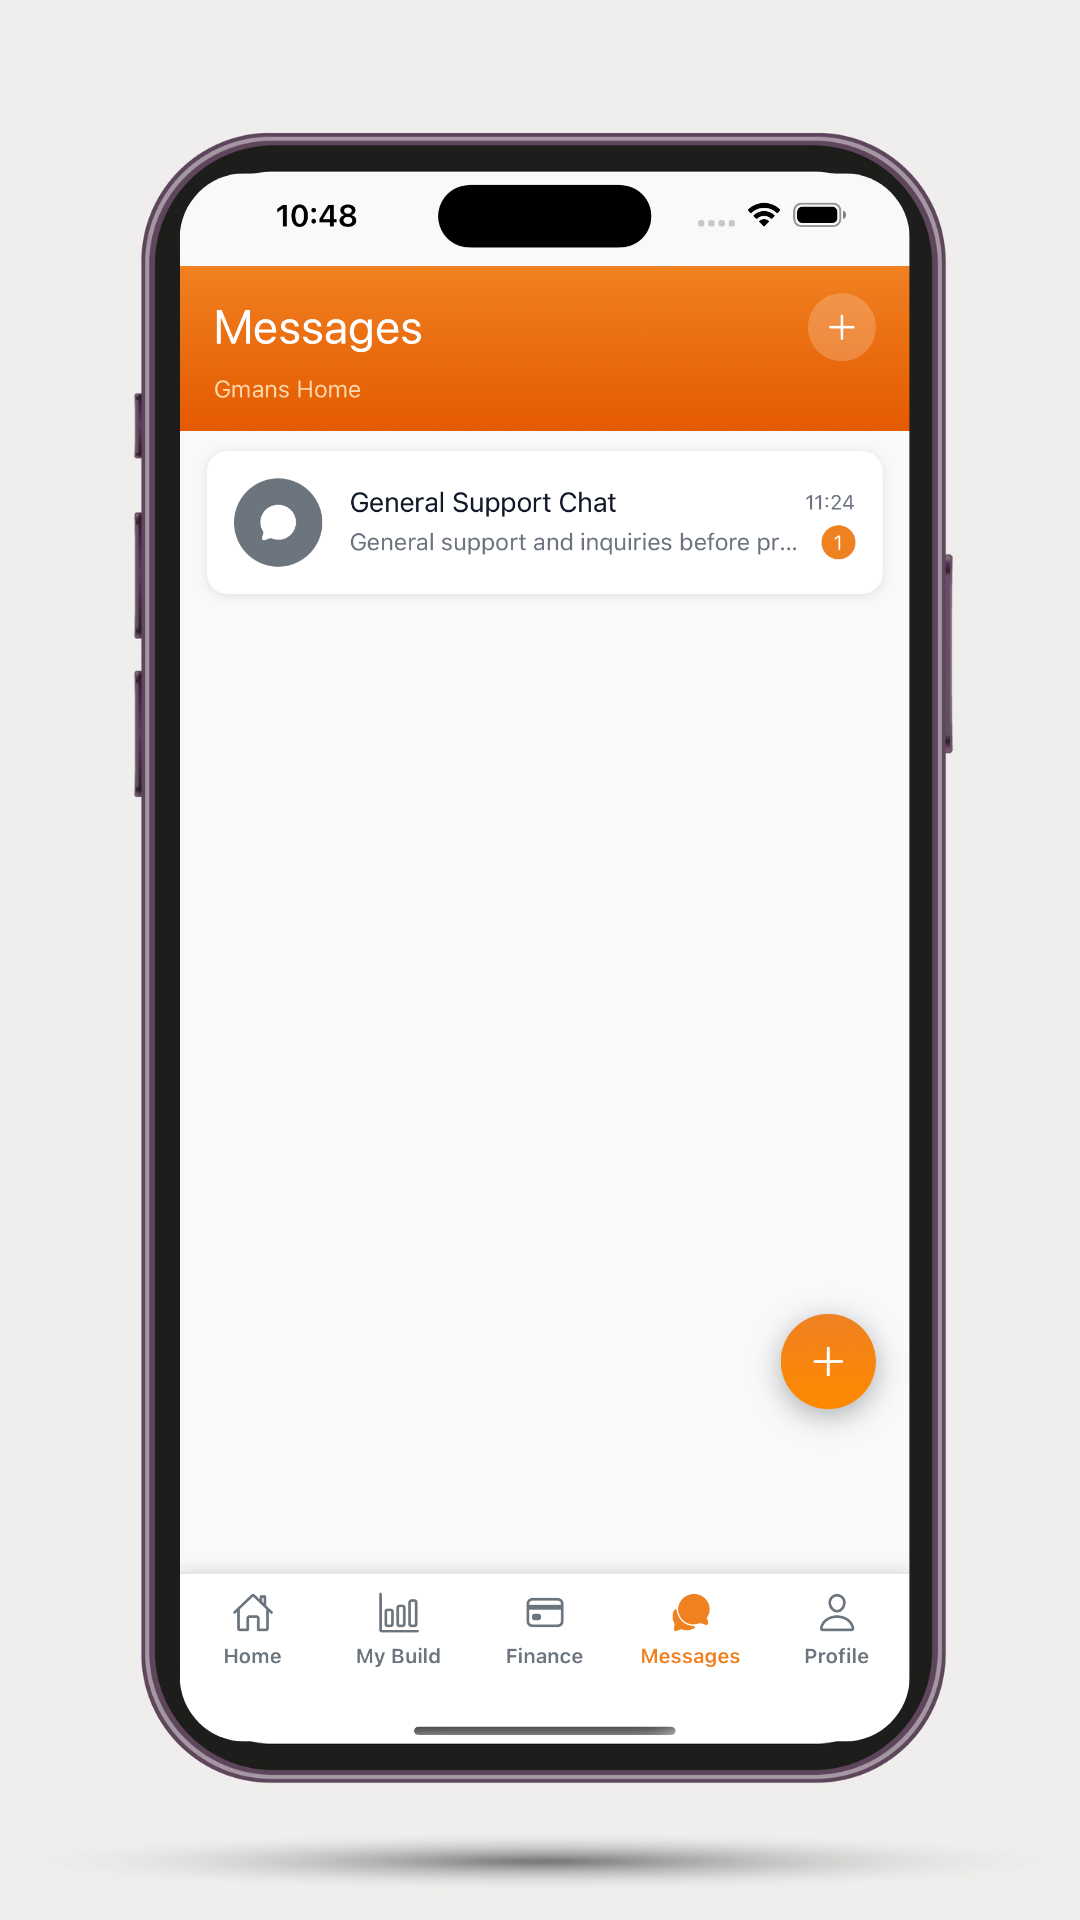 10:48
Messages
Gmans Home
General Support Chat
11:24
General support and inquiries before pr...
1
Home
My Build
Finance
Messages
Profile